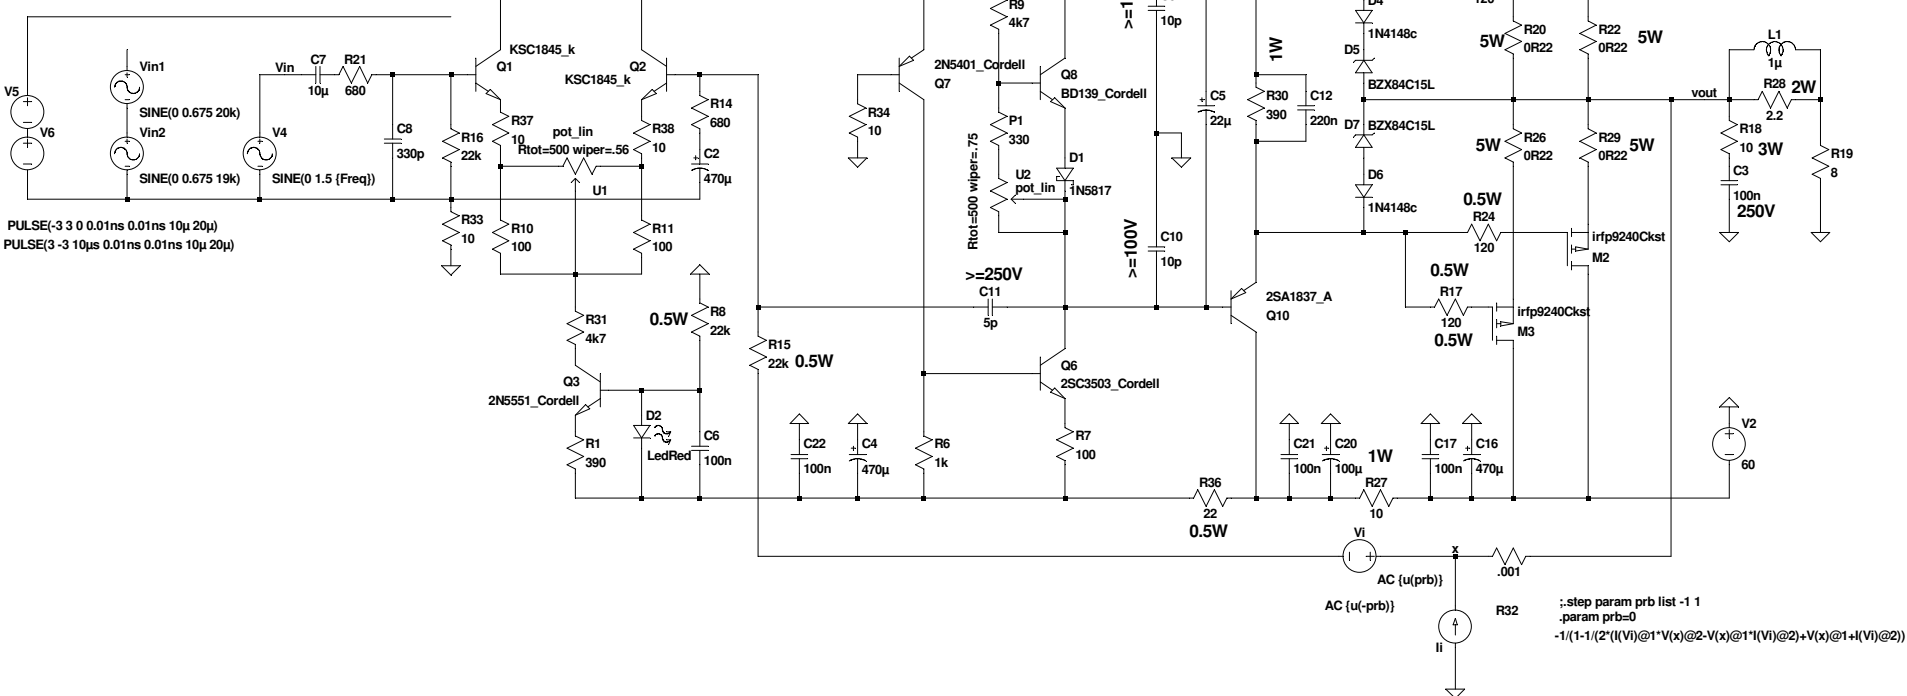 V5
V6
Vin1
SINE(0 0.675 20k)
Vin2
SINE(0 0.675 19k)
PULSE(-3 3 0 0.01ns 0.01ns 10µ 20µ)
PULSE(3 -3 10µs 0.01ns 0.01ns 10µ 20µ)
Vin
V4
SINE(0 1.5 {Freq})
C7
10µ
R21
680
C8
330p
R16
22k
R33
10
KSC1845_k
Q1
KSC1845_k
Q2
R37
10
pot_lin
Rtot=500 wiper=.56
U1
R38
10
R14
680
C2
470µ
R10
100
R11
100
R31
4k7
0.5W
R8
22k
Q3
2N5551_Cordell
R1
390
D2
LedRed
C6
100n
R15
22k
0.5W
C22
100n
C4
470µ
R34
10
2N5401_Cordell
Q7
R6
1k
R9
4k7
Q8
BD139_Cordell
P1
330
D1
1N5817
U2
pot_lin
Rtot=500 wiper=.75
>=250V
C11
5p
Q6
2SC3503_Cordell
R7
100
10p
>=100V
C10
10p
C5
22µ
1W
R30
390
C12
220n
2SA1837_A
Q10
D4
1N4148c
D5
BZX84C15L
D7
BZX84C15L
D6
1N4148c
5W
R20
0R22
R22
0R22
5W
5W
R26
0R22
R29
0R22
5W
0.5W
R24
120
irfp9240Ckst
M2
0.5W
R17
120
0.5W
irfp9240Ckst
M3
vout
L1
1µ
R28
2W
2.2
R18
10
3W
C3
100n
250V
R19
8
R36
22
0.5W
C21
100n
C20
100µ
1W
R27
10
C17
100n
C16
470µ
V2
60
Vi
x
.001
AC {u(prb)}
AC {u(-prb)}
R32
Ii
;.step param prb list -1 1
.param prb=0
-1/(1-1/(2*(I(Vi)@1*V(x)@2-V(x)@1*I(Vi)@2)+V(x)@1+I(Vi)@2))